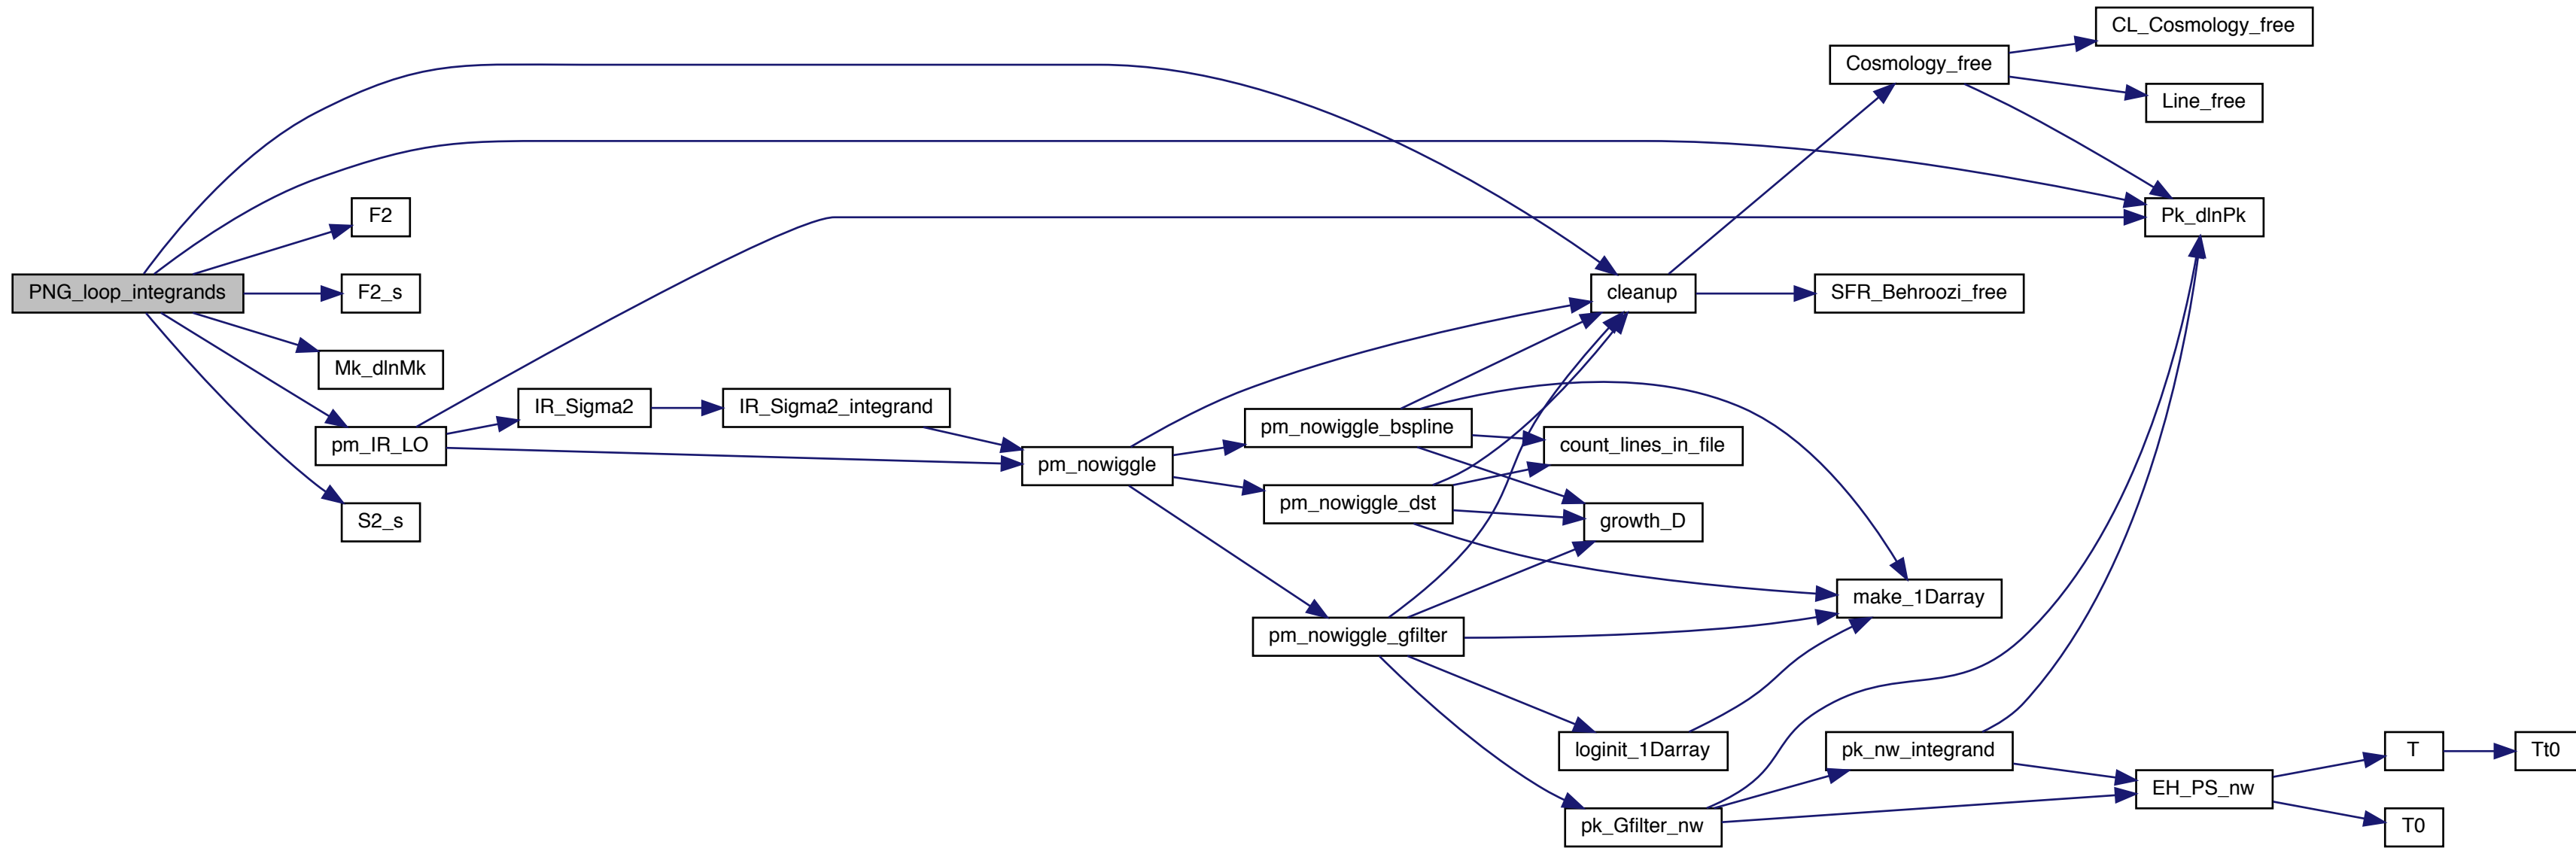 CL_Cosmology_free
Cosmology_free
Line_free
F2
Pk_dlnPk
PNG_loop_integrands
F2_s
cleanup
SFR_Behroozi_free
Mk_dlnMk
IR_Sigma2
IR_Sigma2_integrand
pm_IR_LO
pm_nowiggle
pm_nowiggle_bspline
count_lines_in_file
S2_s
pm_nowiggle_dst
growth_D
make_1Darray
pm_nowiggle_gfilter
loginit_1Darray
pk_nw_integrand
T
Tt0
EH_PS_nw
pk_Gfilter_nw
T0